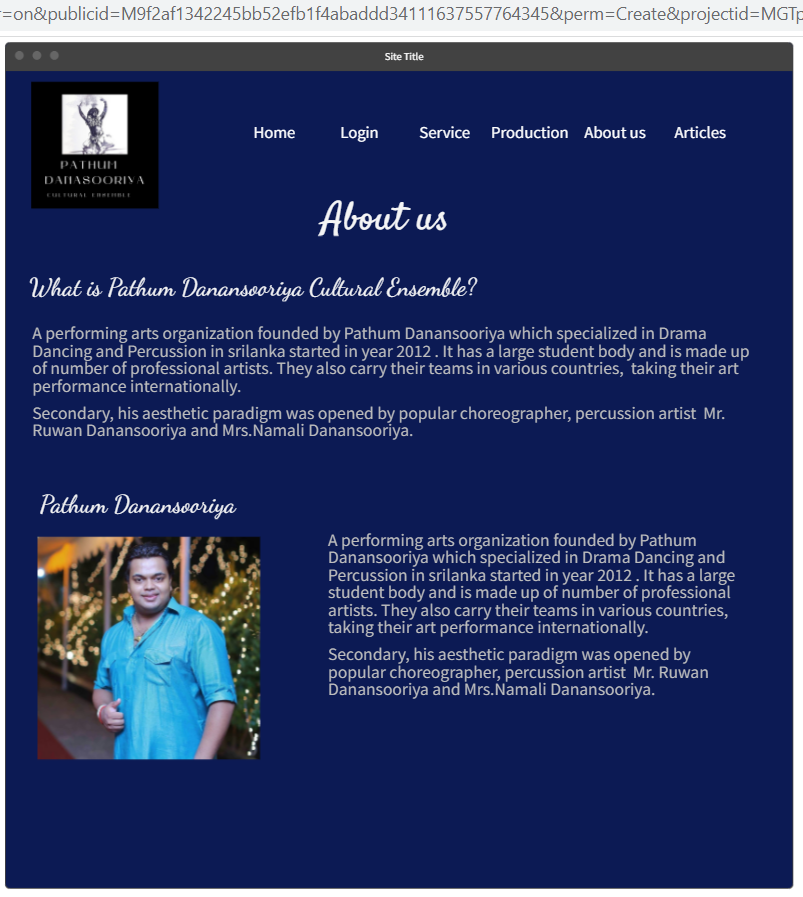 r=on&publicid=M9f2af1342245bb52efb1f4abaddd34111637557764345&perm=Create&projectid=MGTp
Site Title
PATHUM
DANASOORIYA
CULTURAL ENSEMBLE
Home Login Service Production About us Articles
About us
What is Pathum Danansooriya Cultural Ensemble?
A performing arts organization founded by Pathum Danansooriya which specialized in Drama
Dancing and Percussion in srilanka started in year 2012 . It has a large student body and is made up
of number of professional artists. They also carry their teams in various countries,  taking their art
performance internationally.
Secondary, his aesthetic paradigm was opened by popular choreographer, percussion artist  Mr.
Ruwan Danansooriya and Mrs.Namali Danansooriya.
Pathum Danansooriya
A performing arts organization founded by Pathum
Danansooriya which specialized in Drama Dancing and
Percussion in srilanka started in year 2012 . It has a large
student body and is made up of number of professional
artists. They also carry their teams in various countries,
taking their art performance internationally.
Secondary, his aesthetic paradigm was opened by
popular choreographer, percussion artist  Mr. Ruwan
Danansooriya and Mrs.Namali Danansooriya.